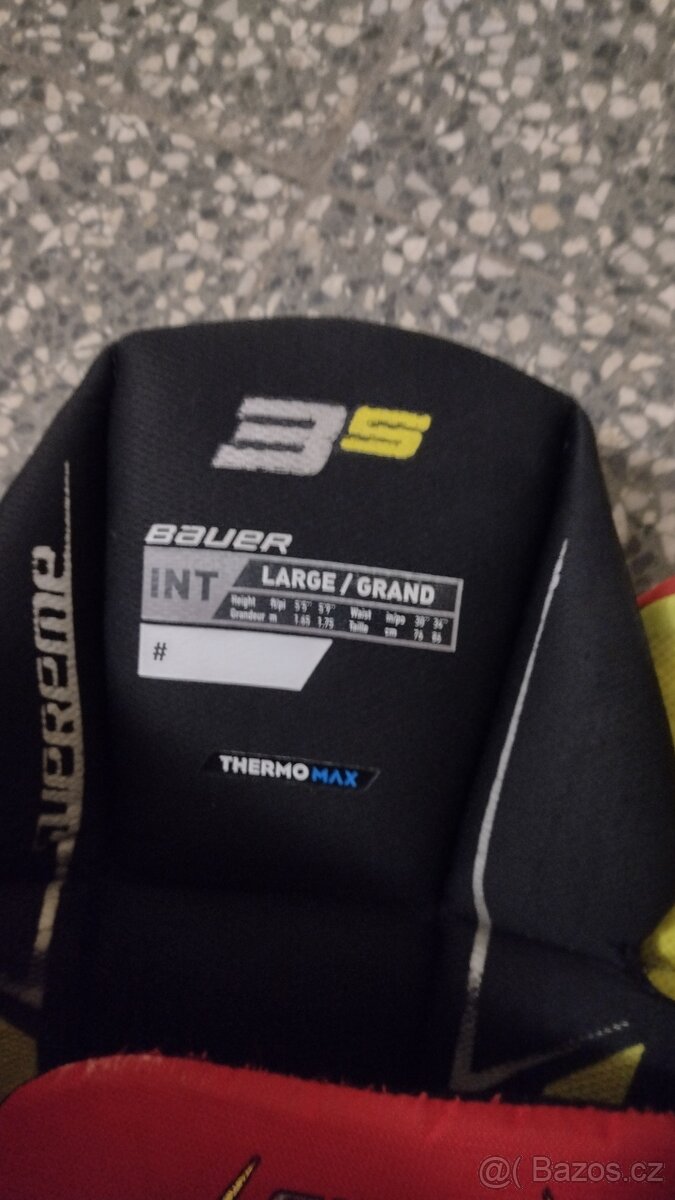 3S
BAUER
INT LARGE / GRAND
Height ft/pi 5'5" 5'9" Waist in/po 30" 34"
Grandeur m 1.65 1.75 Taille cm 76 86
#
SUPREME
THERMOMAX
@( Bazos.cz